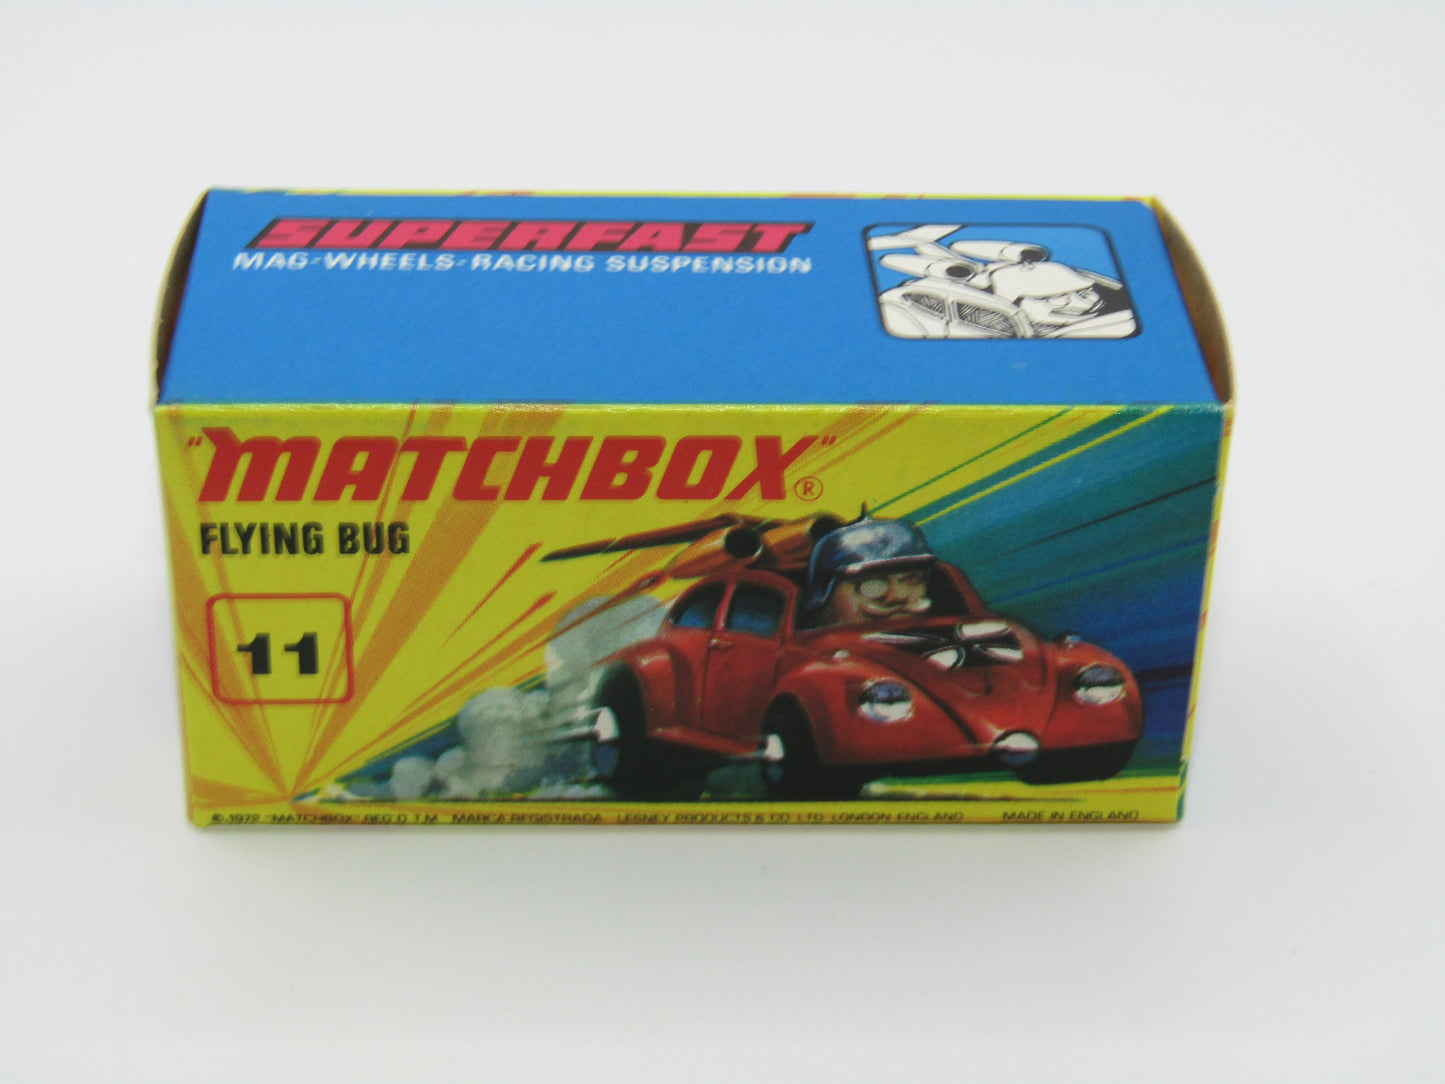 SUPERFAST
MAG-WHEELS-RACING SUSPENSION
"MATCHBOX"®
FLYING BUG
11
© 1972 "MATCHBOX" REG'D T.M. MARCA REGISTRADA LESNEY PRODUCTS & CO. LTD. LONDON ENGLAND MADE IN ENGLAND